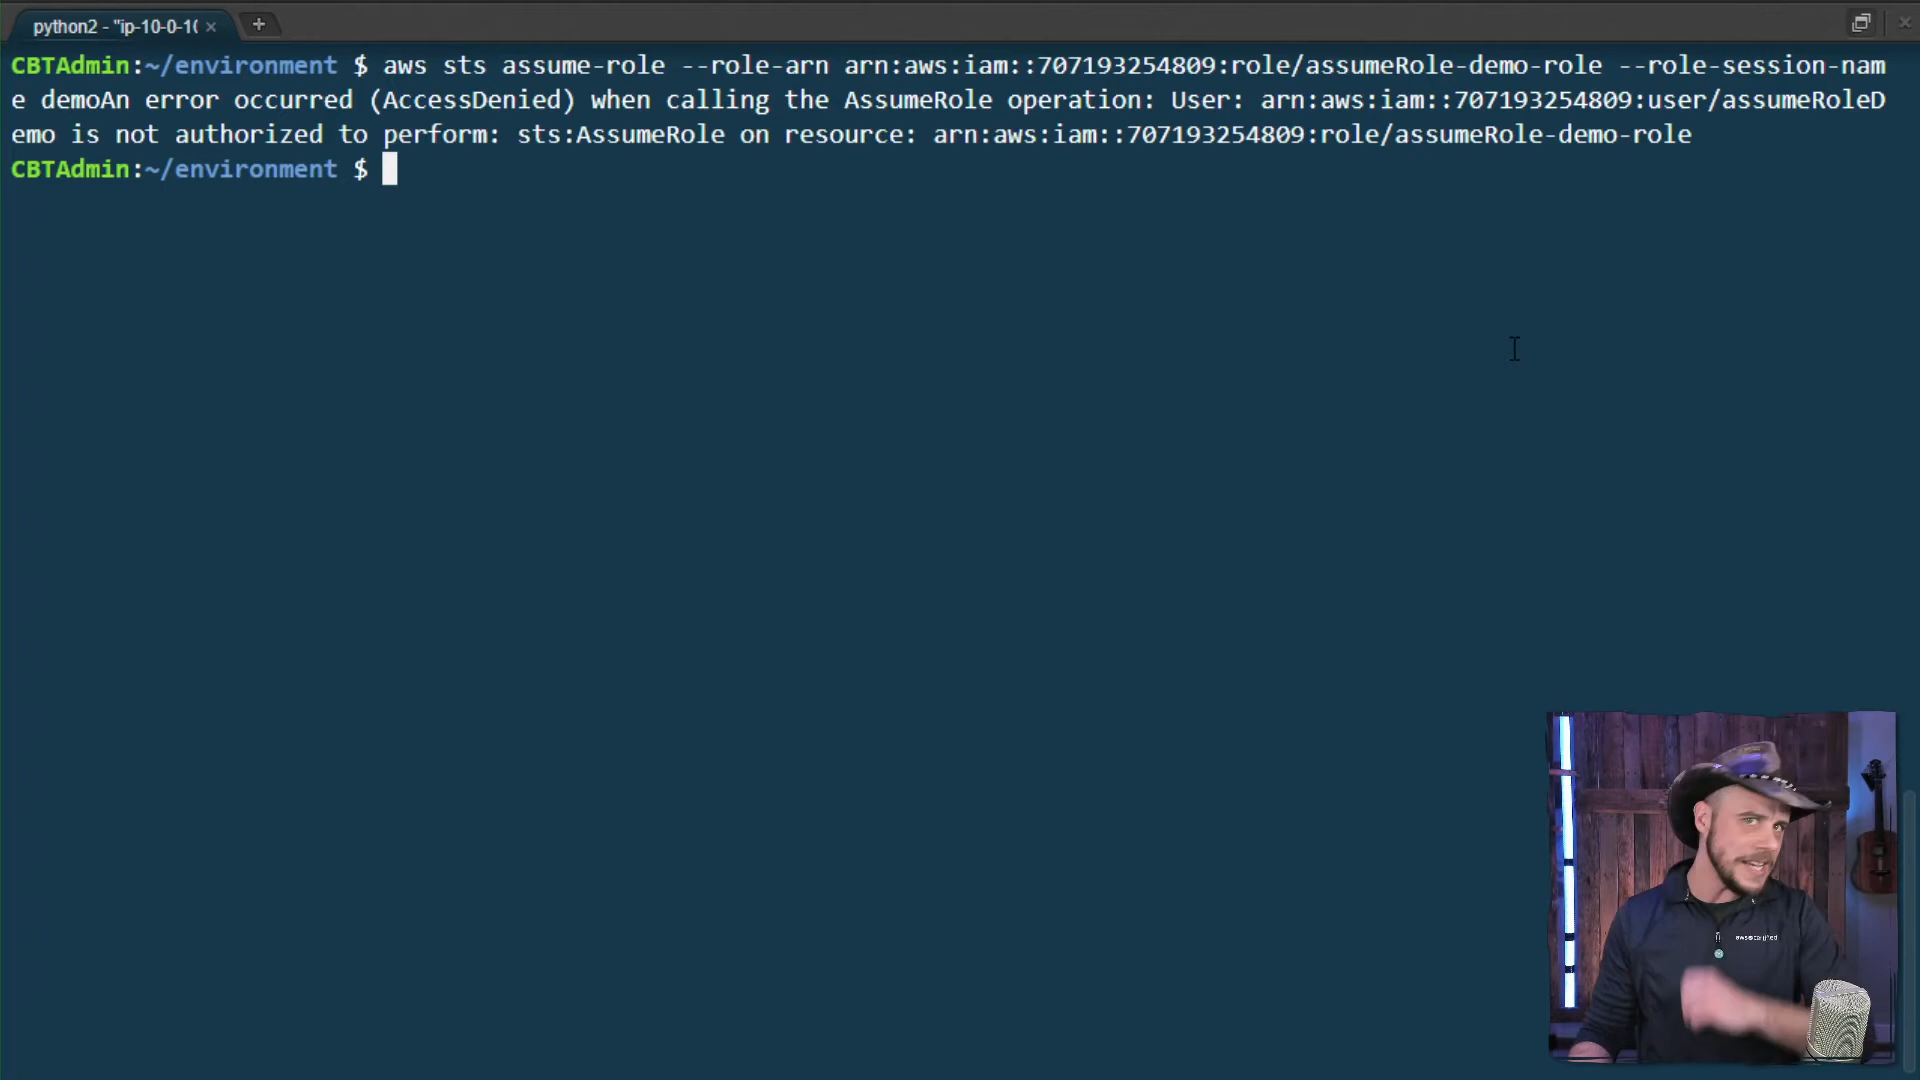 python2 - "ip-10-0-10
CBTAdmin:~/environment $ aws sts assume-role --role-arn arn:aws:iam::707193254809:role/assumeRole-demo-role --role-session-nam
e demoAn error occurred (AccessDenied) when calling the AssumeRole operation: User: arn:aws:iam::707193254809:user/assumeRoleD
emo is not authorized to perform: sts:AssumeRole on resource: arn:aws:iam::707193254809:role/assumeRole-demo-role
CBTAdmin:~/environment $